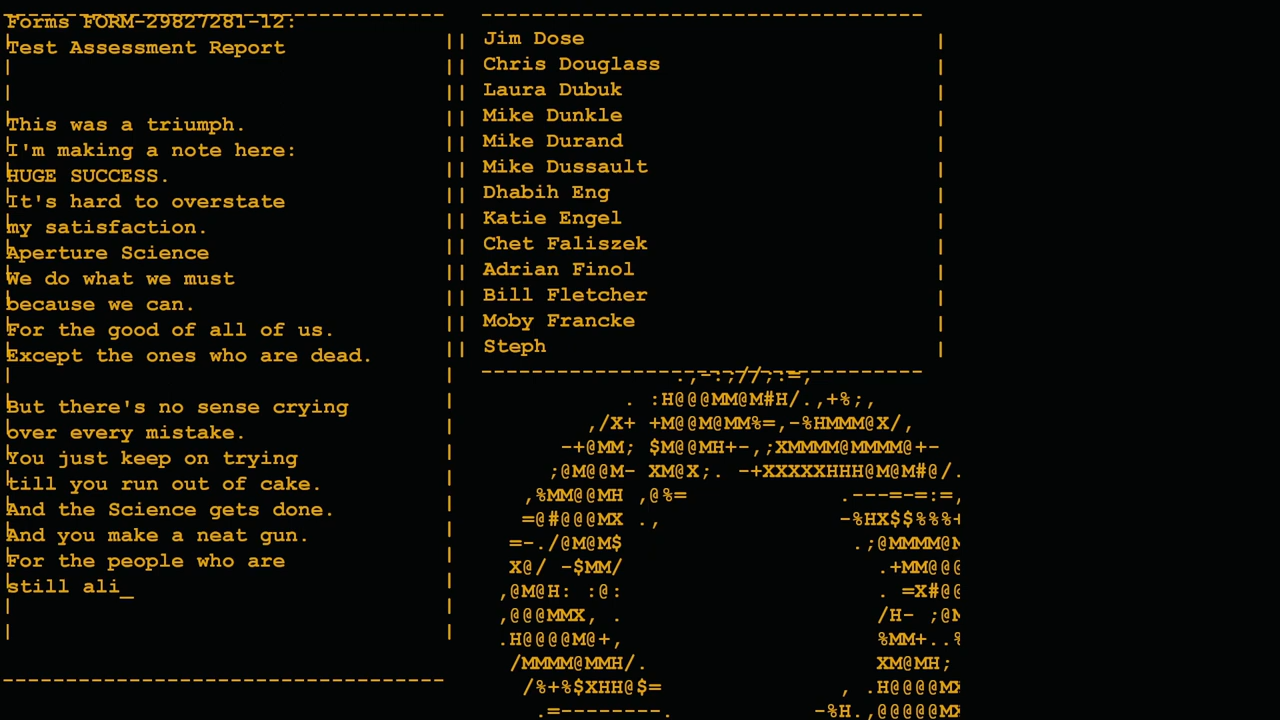 Forms FORM-29827281-12:
Test Assessment Report
This was a triumph.
I'm making a note here:
HUGE SUCCESS.
It's hard to overstate
my satisfaction.
Aperture Science
We do what we must
because we can.
For the good of all of us.
Except the ones who are dead.
But there's no sense crying
over every mistake.
You just keep on trying
till you run out of cake.
And the Science gets done.
And you make a neat gun.
For the people who are
still ali_
Jim Dose
Chris Douglass
Laura Dubuk
Mike Dunkle
Mike Durand
Mike Dussault
Dhabih Eng
Katie Engel
Chet Faliszek
Adrian Finol
Bill Fletcher
Moby Francke
Steph